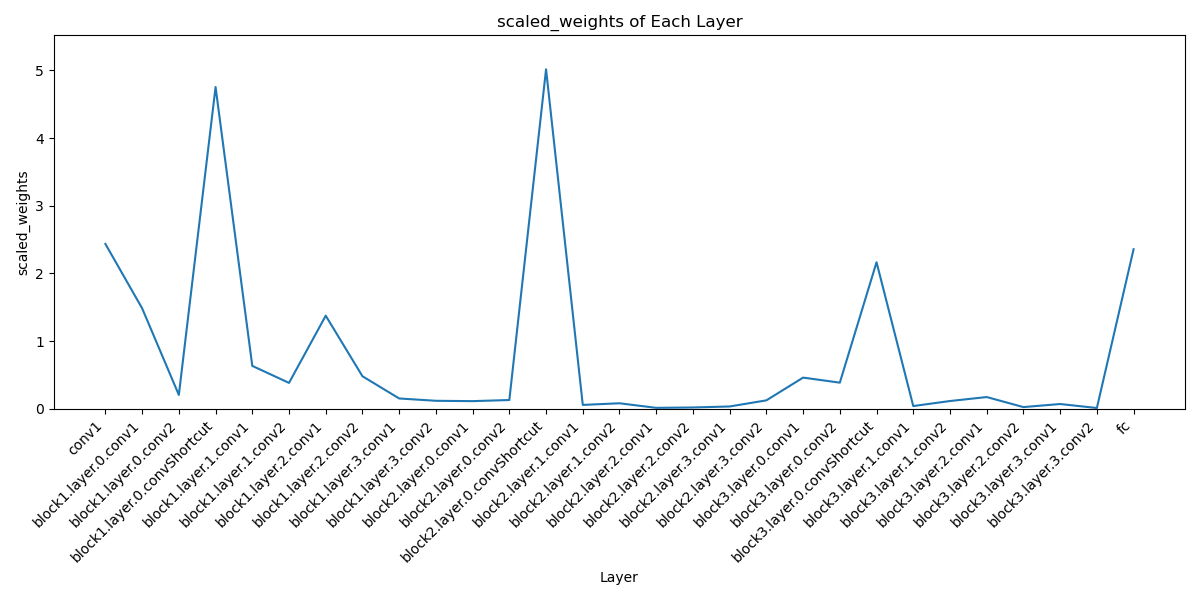 scaled_weights of Each Layer
scaled_weights
5
4
3
2
1
0
conv1
block1.layer.0.conv1
block1.layer.0.conv2
block1.layer.0.convShortcut
block1.layer.1.conv1
block1.layer.1.conv2
block1.layer.2.conv1
block1.layer.2.conv2
block1.layer.3.conv1
block1.layer.3.conv2
block2.layer.0.conv1
block2.layer.0.conv2
block2.layer.0.convShortcut
block2.layer.1.conv1
block2.layer.1.conv2
block2.layer.2.conv1
block2.layer.2.conv2
block2.layer.3.conv1
block2.layer.3.conv2
block3.layer.0.conv1
block3.layer.0.conv2
block3.layer.0.convShortcut
block3.layer.1.conv1
block3.layer.1.conv2
block3.layer.2.conv1
block3.layer.2.conv2
block3.layer.3.conv1
block3.layer.3.conv2
fc
Layer